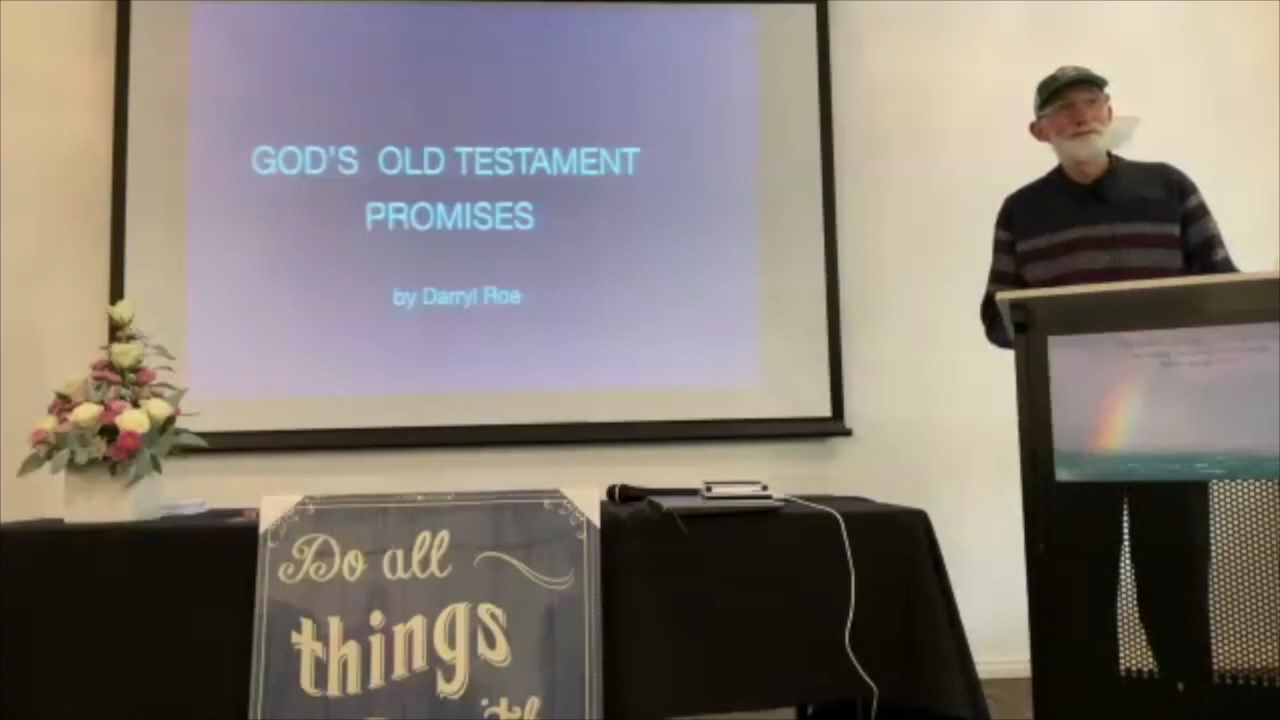 GOD'S OLD TESTAMENT
PROMISES
by Darryl Roe
Do all
things